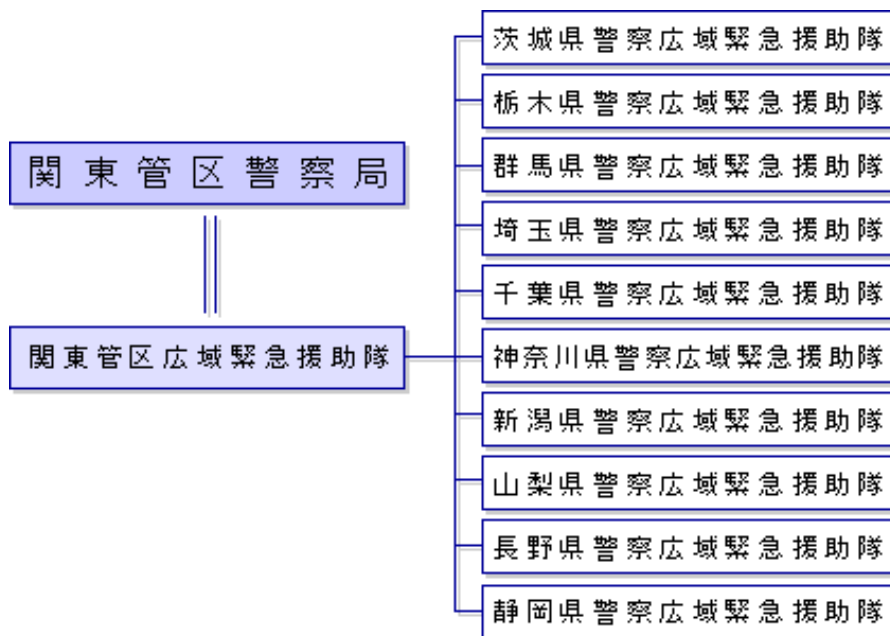 関東管区警察局
関東管区広域緊急援助隊
茨城県警察広域緊急援助隊
栃木県警察広域緊急援助隊
群馬県警察広域緊急援助隊
埼玉県警察広域緊急援助隊
千葉県警察広域緊急援助隊
神奈川県警察広域緊急援助隊
新潟県警察広域緊急援助隊
山梨県警察広域緊急援助隊
長野県警察広域緊急援助隊
静岡県警察広域緊急援助隊